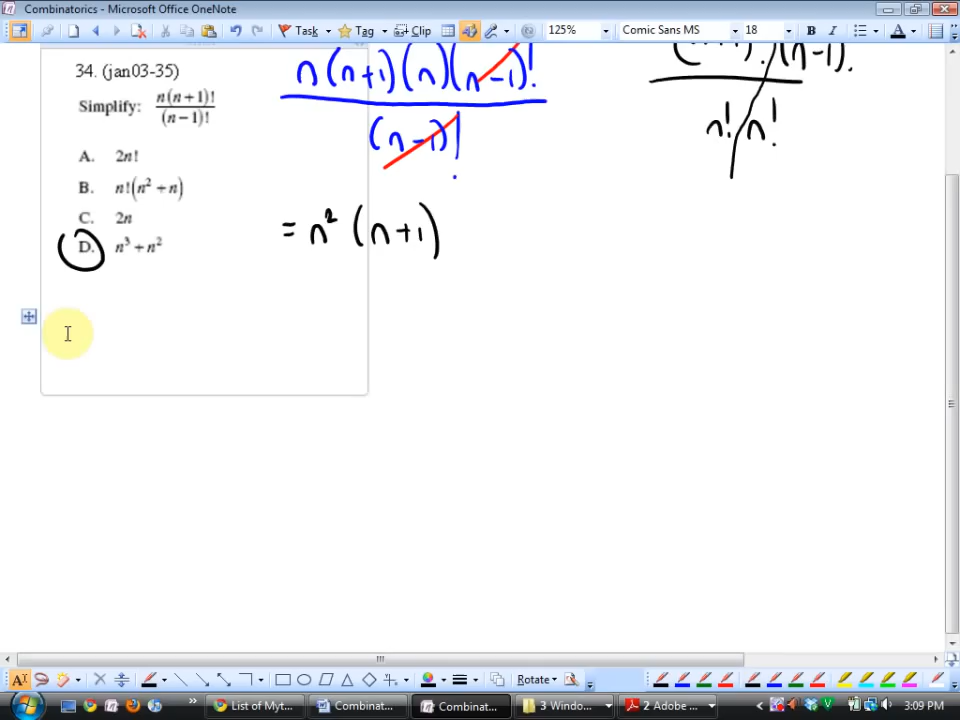 Combinatorics - Microsoft Office OneNote
Task Tag Clip 125% Comic Sans MS 18 B I A
34. (jan03-35)
Simplify: n(n+1)! / (n−1)!
A. 2n!
B. n!(n² + n)
C. 2n
D. n³ + n²
n(n+1)(n)(n−1)!
(n−1)!
= n² (n+1)
(n−1)!
n! n!
Rotate
List of Myt... Combinat... Combinat... 3 Windo... 2 Adobe ... 3:09 PM